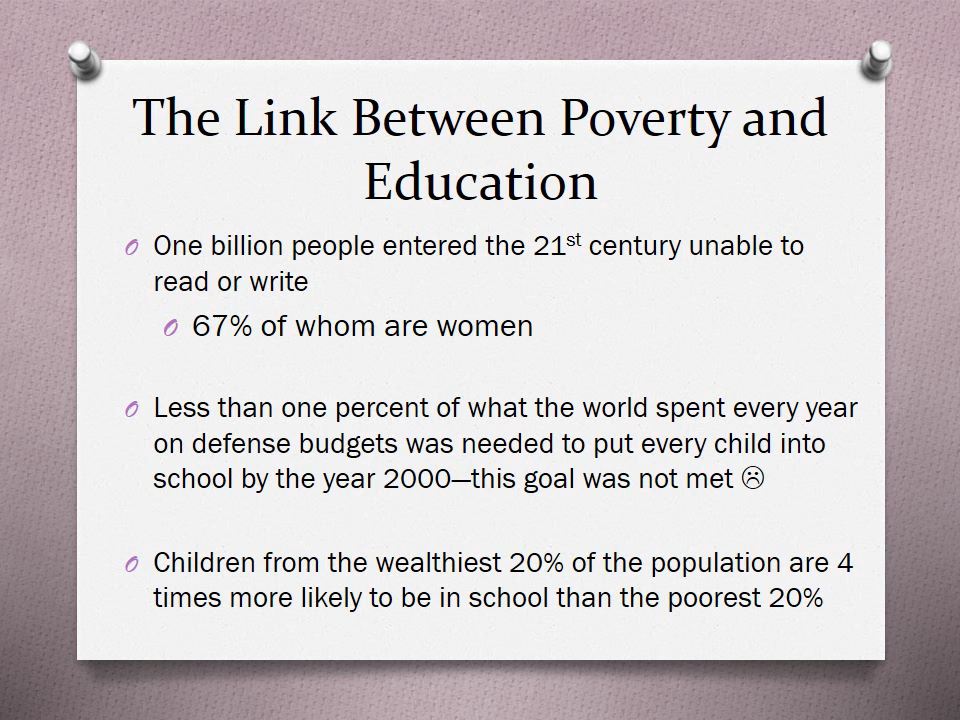 The Link Between Poverty and
Education
One billion people entered the 21st century unable to
read or write
67% of whom are women
Less than one percent of what the world spent every year
on defense budgets was needed to put every child into
school by the year 2000—this goal was not met ☹
Children from the wealthiest 20% of the population are 4
times more likely to be in school than the poorest 20%